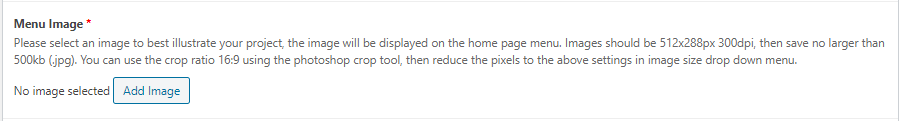 Menu Image *
Please select an image to best illustrate your project, the image will be displayed on the home page menu. Images should be 512x288px 300dpi, then save no larger than
500kb (.jpg). You can use the crop ratio 16:9 using the photoshop crop tool, then reduce the pixels to the above settings in image size drop down menu.
No image selected Add Image